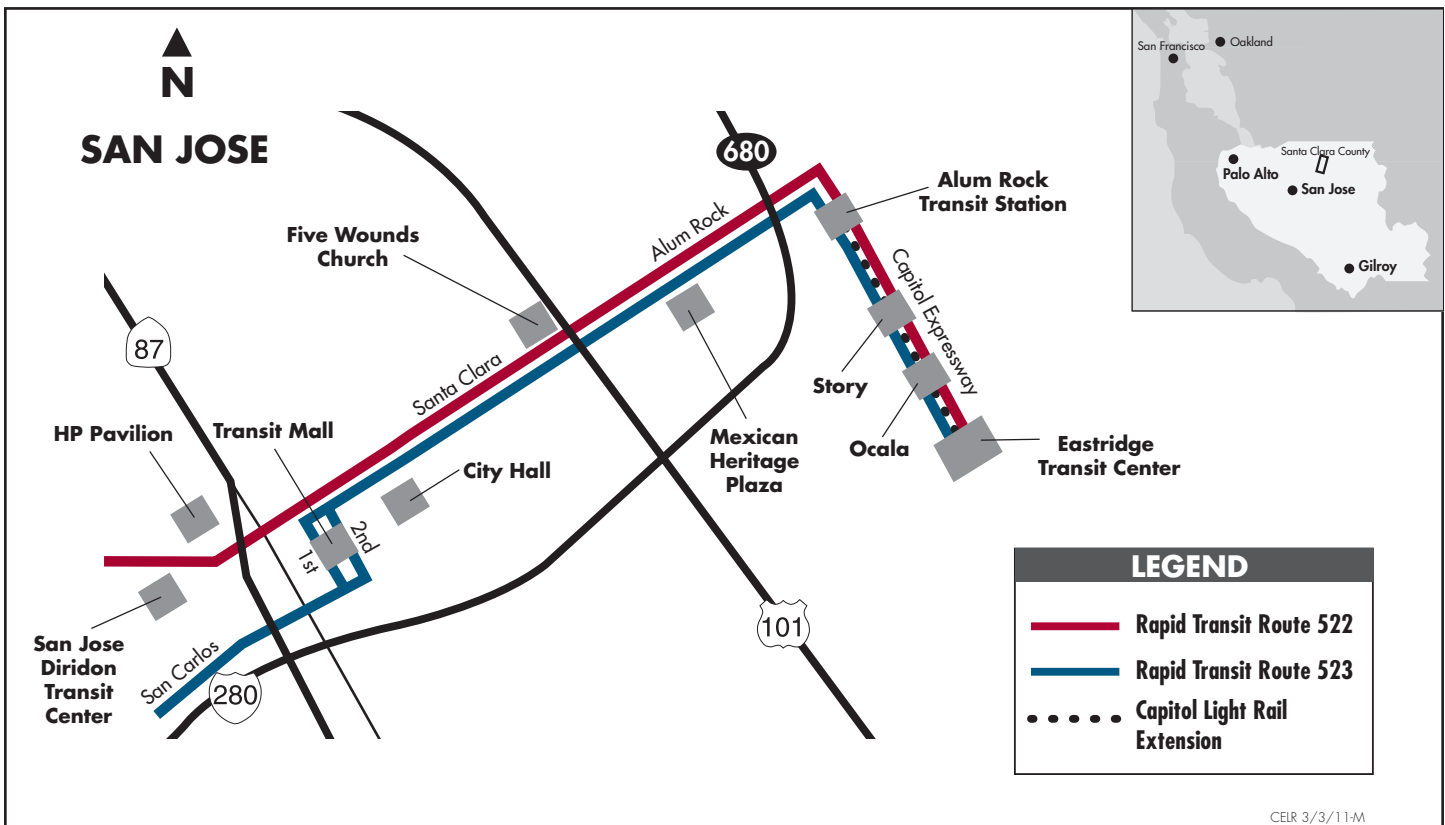 N
SAN JOSE
San Francisco
Oakland
Santa Clara County
Palo Alto
San Jose
Gilroy
680
Alum Rock
Transit Station
Five Wounds
Church
Alum Rock
Capitol Expressway
87
Santa Clara
Story
HP Pavilion
Transit Mall
Mexican
Heritage
Plaza
Ocala
Eastridge
Transit Center
City Hall
2nd
1st
101
San Jose
Diridon
Transit
Center
San Carlos
280
LEGEND
Rapid Transit Route 522
Rapid Transit Route 523
Capitol Light Rail
Extension
CELR 3/3/11-M